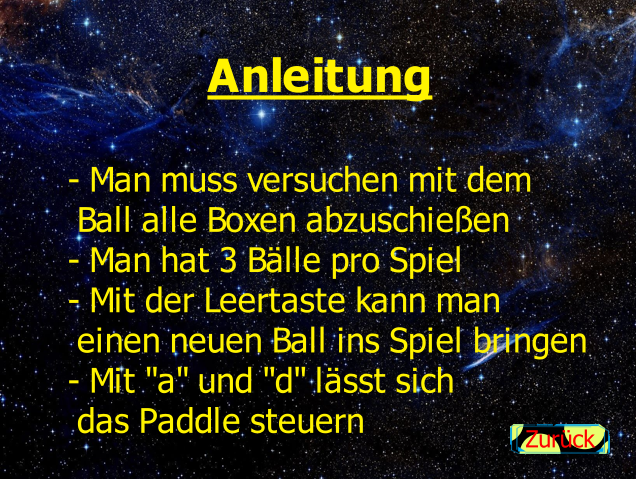 Anleitung
- Man muss versuchen mit dem
Ball alle Boxen abzuschießen
- Man hat 3 Bälle pro Spiel
- Mit der Leertaste kann man
einen neuen Ball ins Spiel bringen
- Mit "a" und "d" lässt sich
das Paddle steuern
Zurück